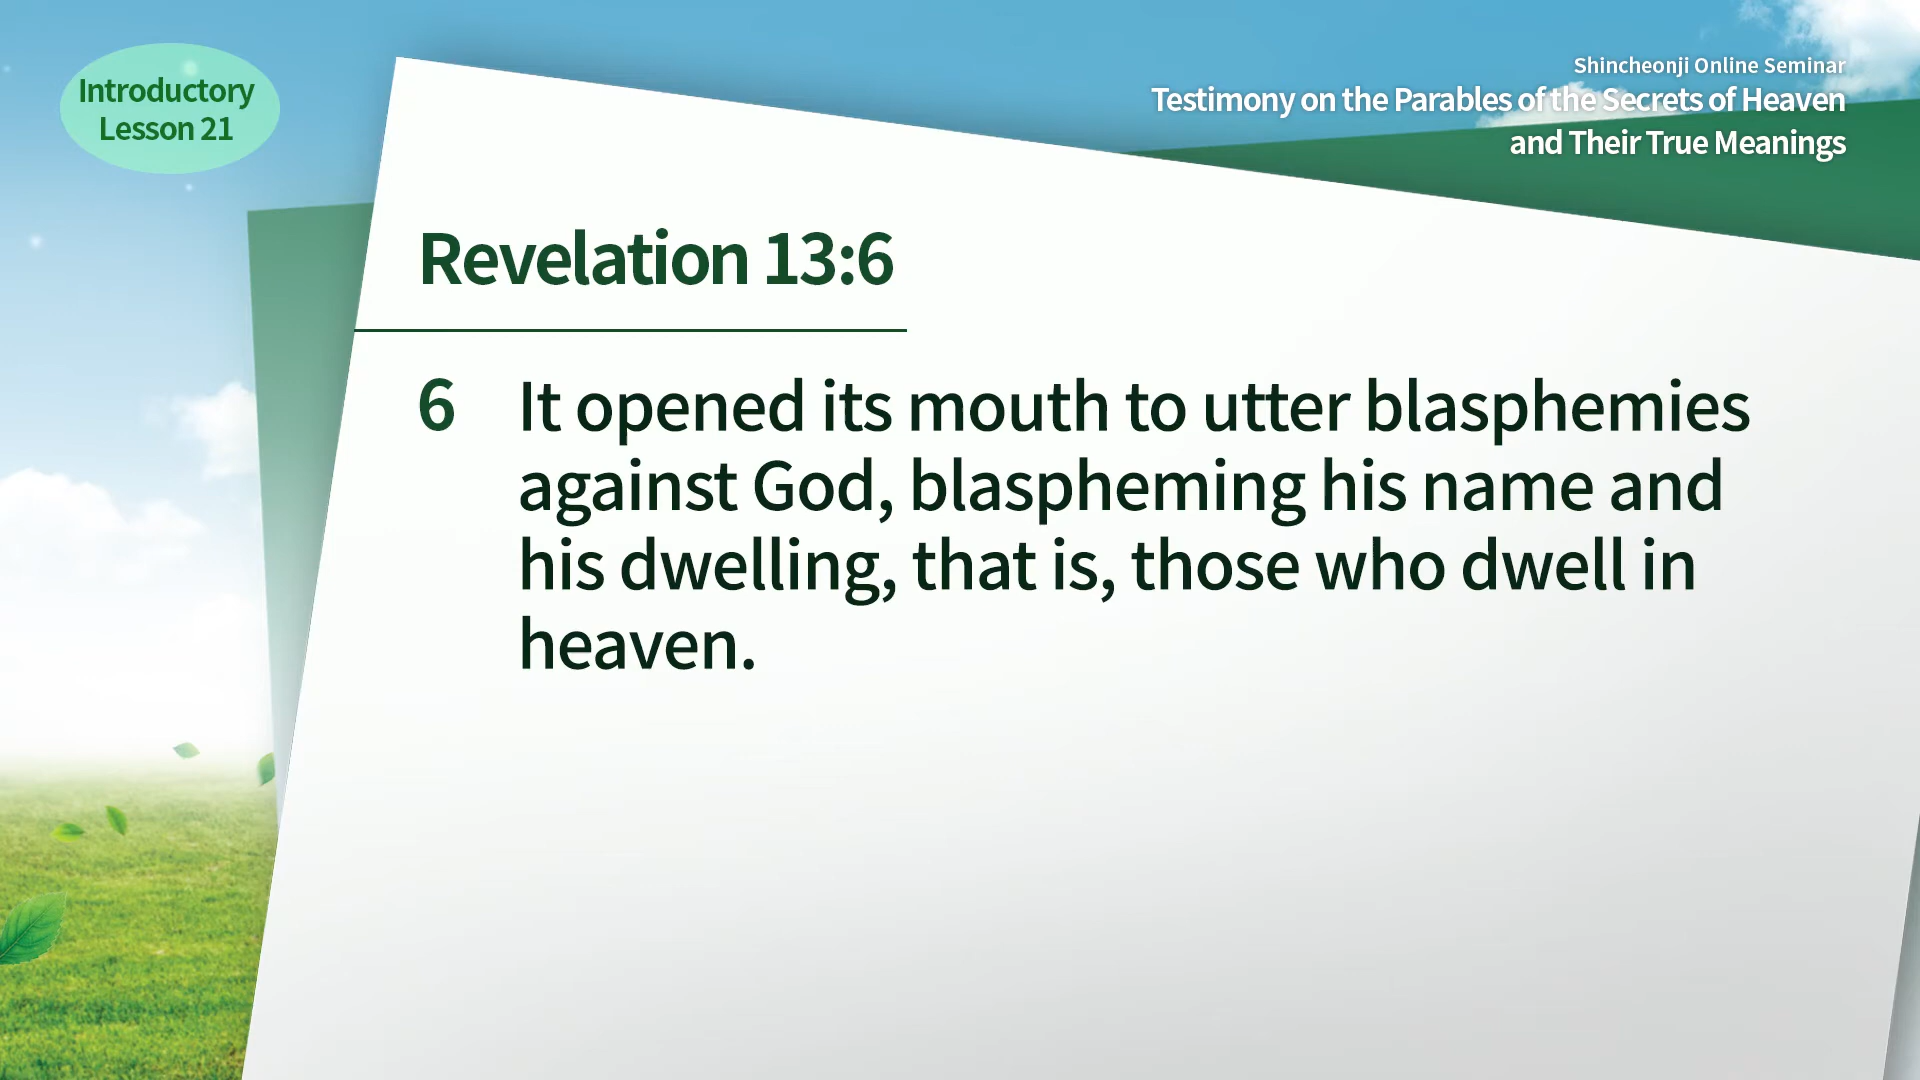 Introductory
Lesson 21
Shincheonji Online Seminar
Testimony on the Parables of the Secrets of Heaven
and Their True Meanings
Revelation 13:6
6 It opened its mouth to utter blasphemies
against God, blaspheming his name and
his dwelling, that is, those who dwell in
heaven.